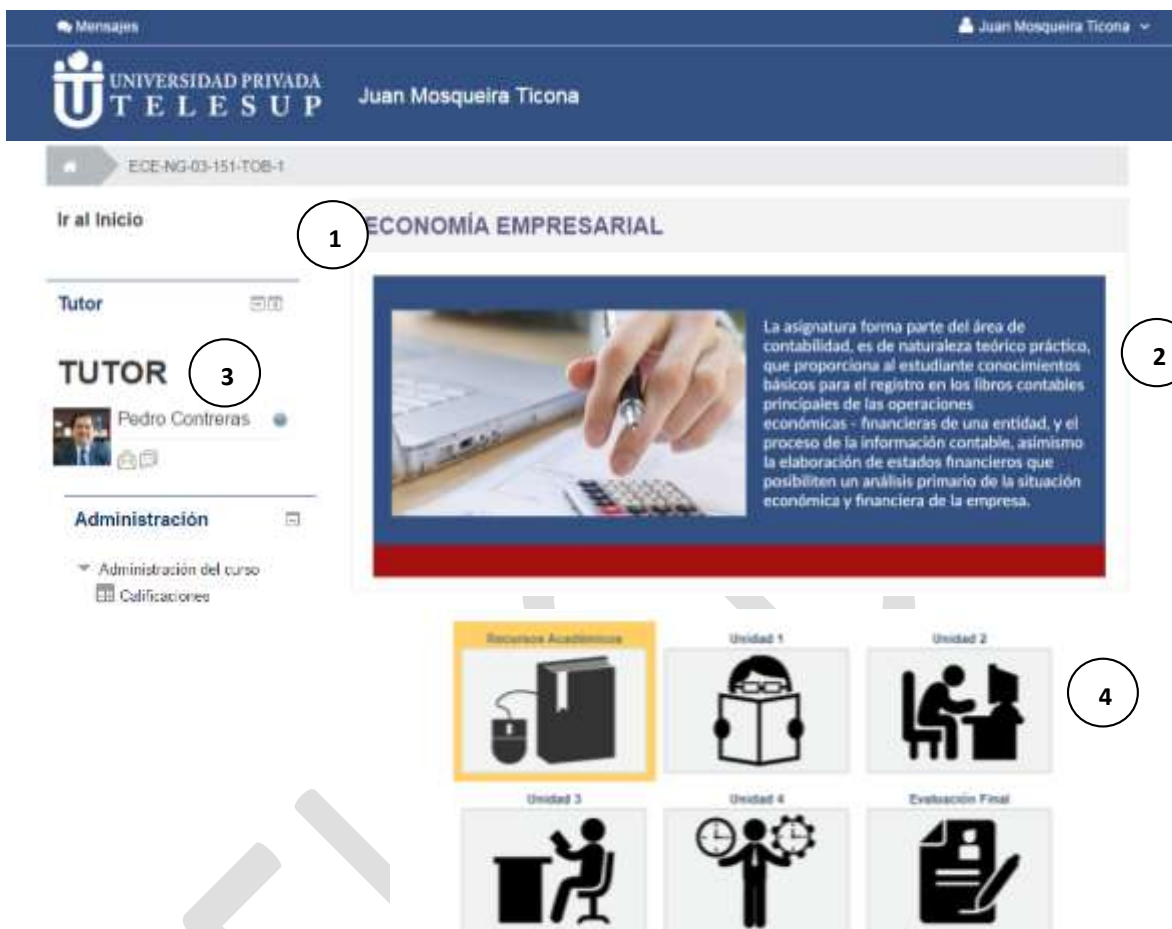 Mensajes
Juan Mosqueira Ticona
UNIVERSIDAD PRIVADA
TELESUP
Juan Mosqueira Ticona
ECE-NG-03-151-TOB-1
Ir al Inicio
1
ECONOMÍA EMPRESARIAL
Tutor
TUTOR
3
Pedro Contreras
La asignatura forma parte del área de
contabilidad, es de naturaleza teórico práctico,
que proporciona al estudiante conocimientos
básicos para el registro en los libros contables
principales de las operaciones
económicas - financieras de una entidad, y el
proceso de la información contable, asimismo
la elaboración de estados financieros que
posibiliten un análisis primario de la situación
económica y financiera de la empresa.
2
Administración
Administración del curso
Calificaciones
Recursos Académicos
Unidad 1
Unidad 2
4
Unidad 3
Unidad 4
Evaluación Final